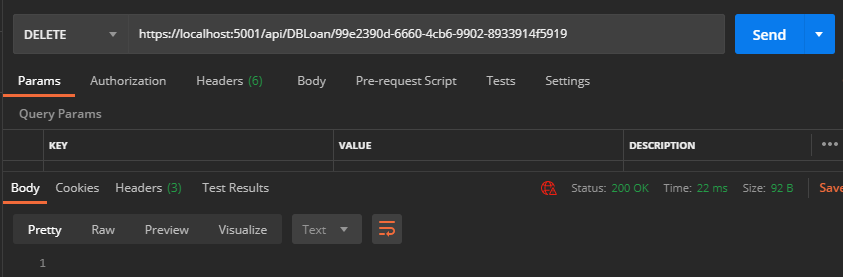 DELETE https://localhost:5001/api/DBLoan/99e2390d-6660-4cb6-9902-8933914f5919 Send
Params Authorization Headers (6) Body Pre-request Script Tests Settings
Query Params
KEY VALUE DESCRIPTION •••
Body Cookies Headers (3) Test Results Status: 200 OK Time: 22 ms Size: 92 B Save
Pretty Raw Preview Visualize Text
1